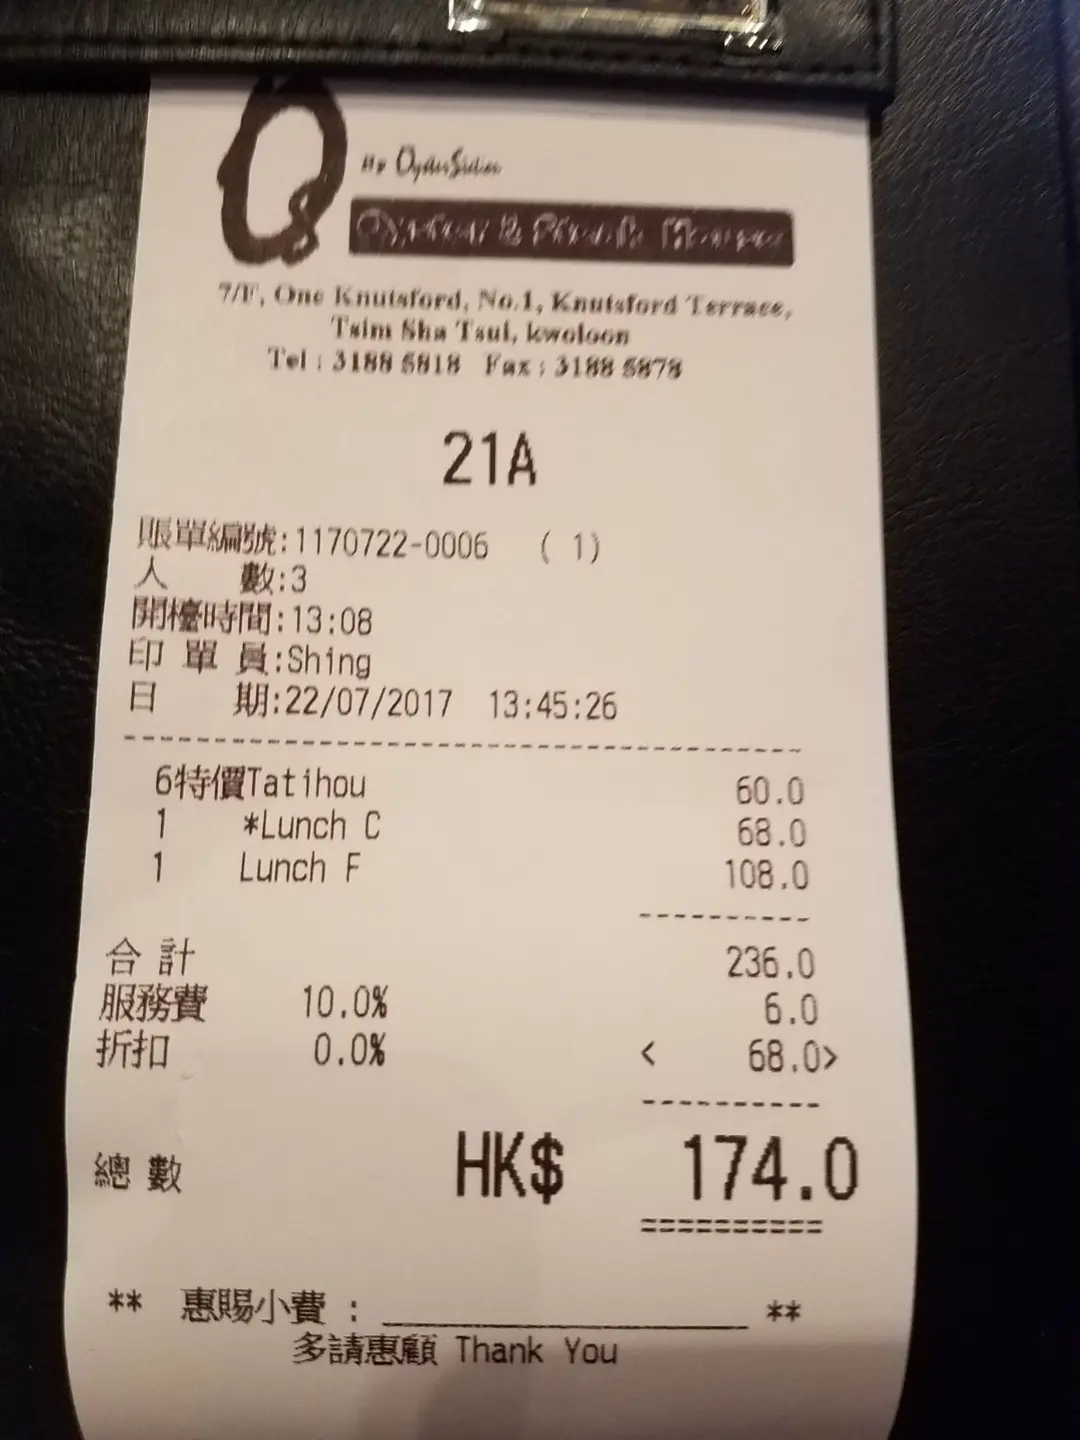 Q By OysterStation
7/F, One Knutsford, No.1, Knutsford Terrace,
Tsim Sha Tsui, kwoloon
Tel : 3188 5818 Fax : 3188 5878
21A
賬單編號:1170722-0006 ( 1)
人 數:3
開檯時間:13:08
印 單 員:Shing
日 期:22/07/2017 13:45:26
6特價Tatihou 60.0
1 *Lunch C 68.0
1 Lunch F 108.0
合 計 236.0
服務費 10.0% 6.0
折扣 0.0% < 68.0>
總 數 HK$ 174.0
** 惠賜小費 : **
多請惠顧 Thank You